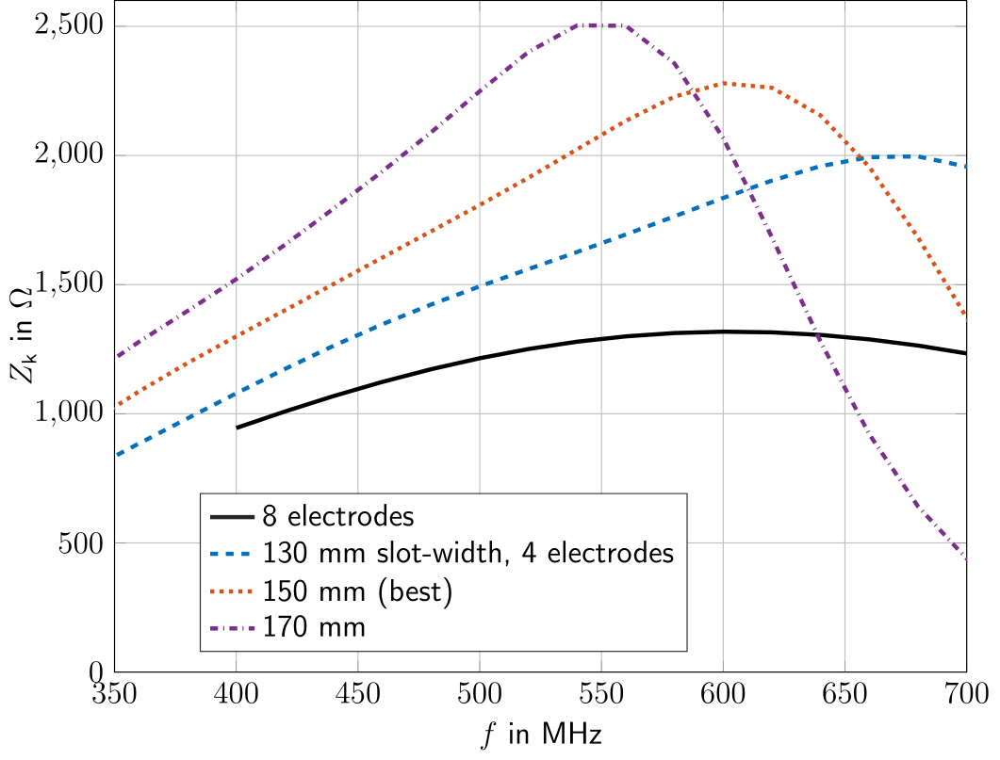 2,500
2,000
1,500
1,000
500
0
Zk in Ω
8 electrodes
130 mm slot-width, 4 electrodes
150 mm (best)
170 mm
350 400 450 500 550 600 650 700
f in MHz